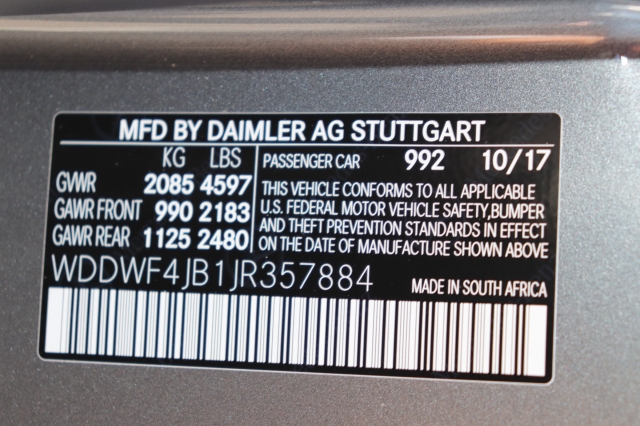 MFD BY DAIMLER AG STUTTGART
KG LBS
GVWR 2085 4597
GAWR FRONT 990 2183
GAWR REAR 1125 2480
PASSENGER CAR 992 10/17
THIS VEHICLE CONFORMS TO ALL APPLICABLE
U.S. FEDERAL MOTOR VEHICLE SAFETY,BUMPER
AND THEFT PREVENTION STANDARDS IN EFFECT
ON THE DATE OF MANUFACTURE SHOWN ABOVE
WDDWF4JB1JR357884
MADE IN SOUTH AFRICA